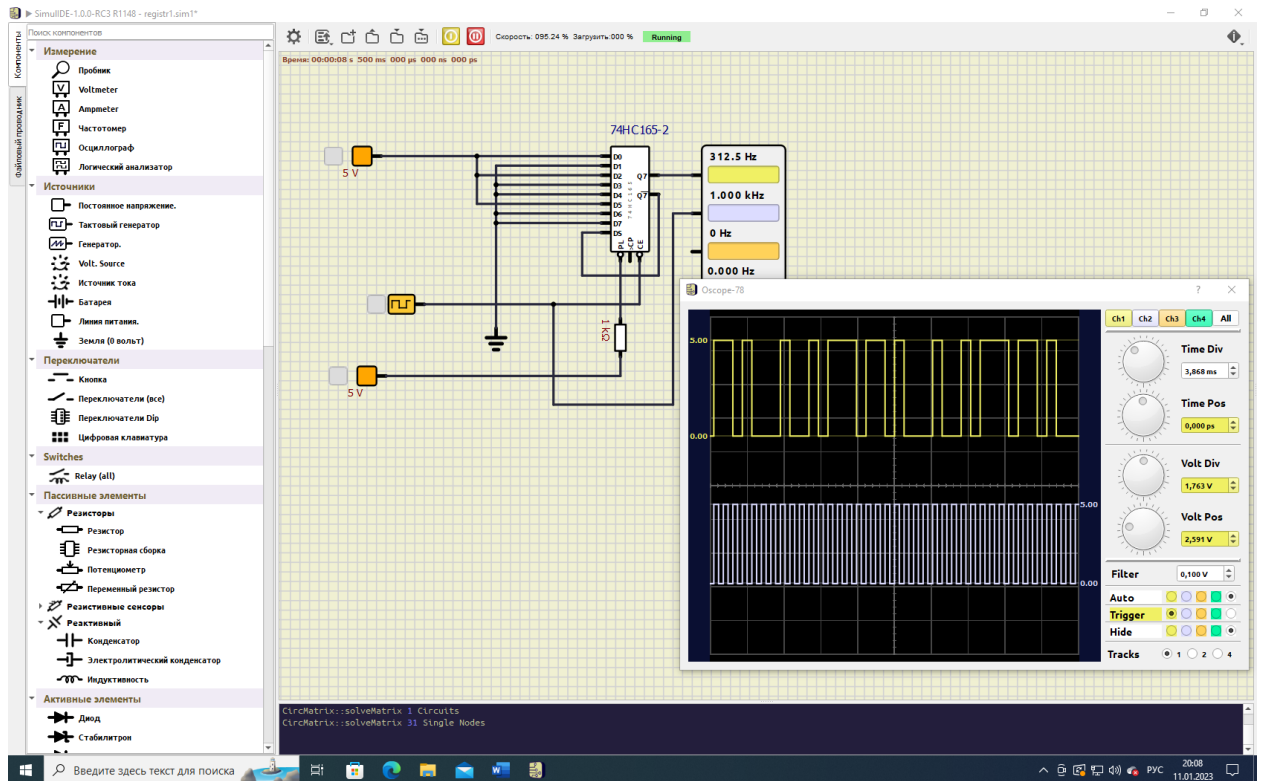 SimulIDE-1.0.0-RC3 R1148 - registr1.sim1*
Поиск компонентов
Компоненты
Файловый проводник
Измерение
Пробник
Voltmeter
Ampmeter
Частотомер
Осциллограф
Логический анализатор
Источники
Постоянное напряжение.
Тактовый генератор
Генератор.
Volt. Source
Источник тока
Батарея
Линия питания.
Земля (0 вольт)
Переключатели
Кнопка
Переключатели (все)
Переключатели Dip
Цифровая клавиатура
Switches
Relay (all)
Пассивные элементы
Резисторы
Резистор
Резисторная сборка
Потенциометр
Переменный резистор
Резистивные сенсоры
Реактивный
Конденсатор
Электролитический конденсатор
Индуктивность
Активные элементы
Диод
Стабилитрон
Скорость: 095.24 % Загрузить:000 % Running
Время: 00:00:08 s 500 ms 000 µs 000 ns 000 ps
74HC165-2
D0
D1
D2
D3
D4
D5
D6
D7
DS
Q7
Q7
74HC165
PL
CP
CE
5 V
5 V
1 kΩ
312.5 Hz
1.000 kHz
0 Hz
0.000 Hz
Oscope-78
5.00
0.00
5.00
0.00
Ch1 Ch2 Ch3 Ch4 All
Time Div
3,868 ms
Time Pos
0,000 ps
Volt Div
1,763 V
Volt Pos
2,591 V
Filter 0,100 V
Auto
Trigger
Hide
Tracks 1 2 4
CircMatrix::solveMatrix 1 Circuits
CircMatrix::solveMatrix 31 Single Nodes
Введите здесь текст для поиска
РУС
20:08
11.01.2023